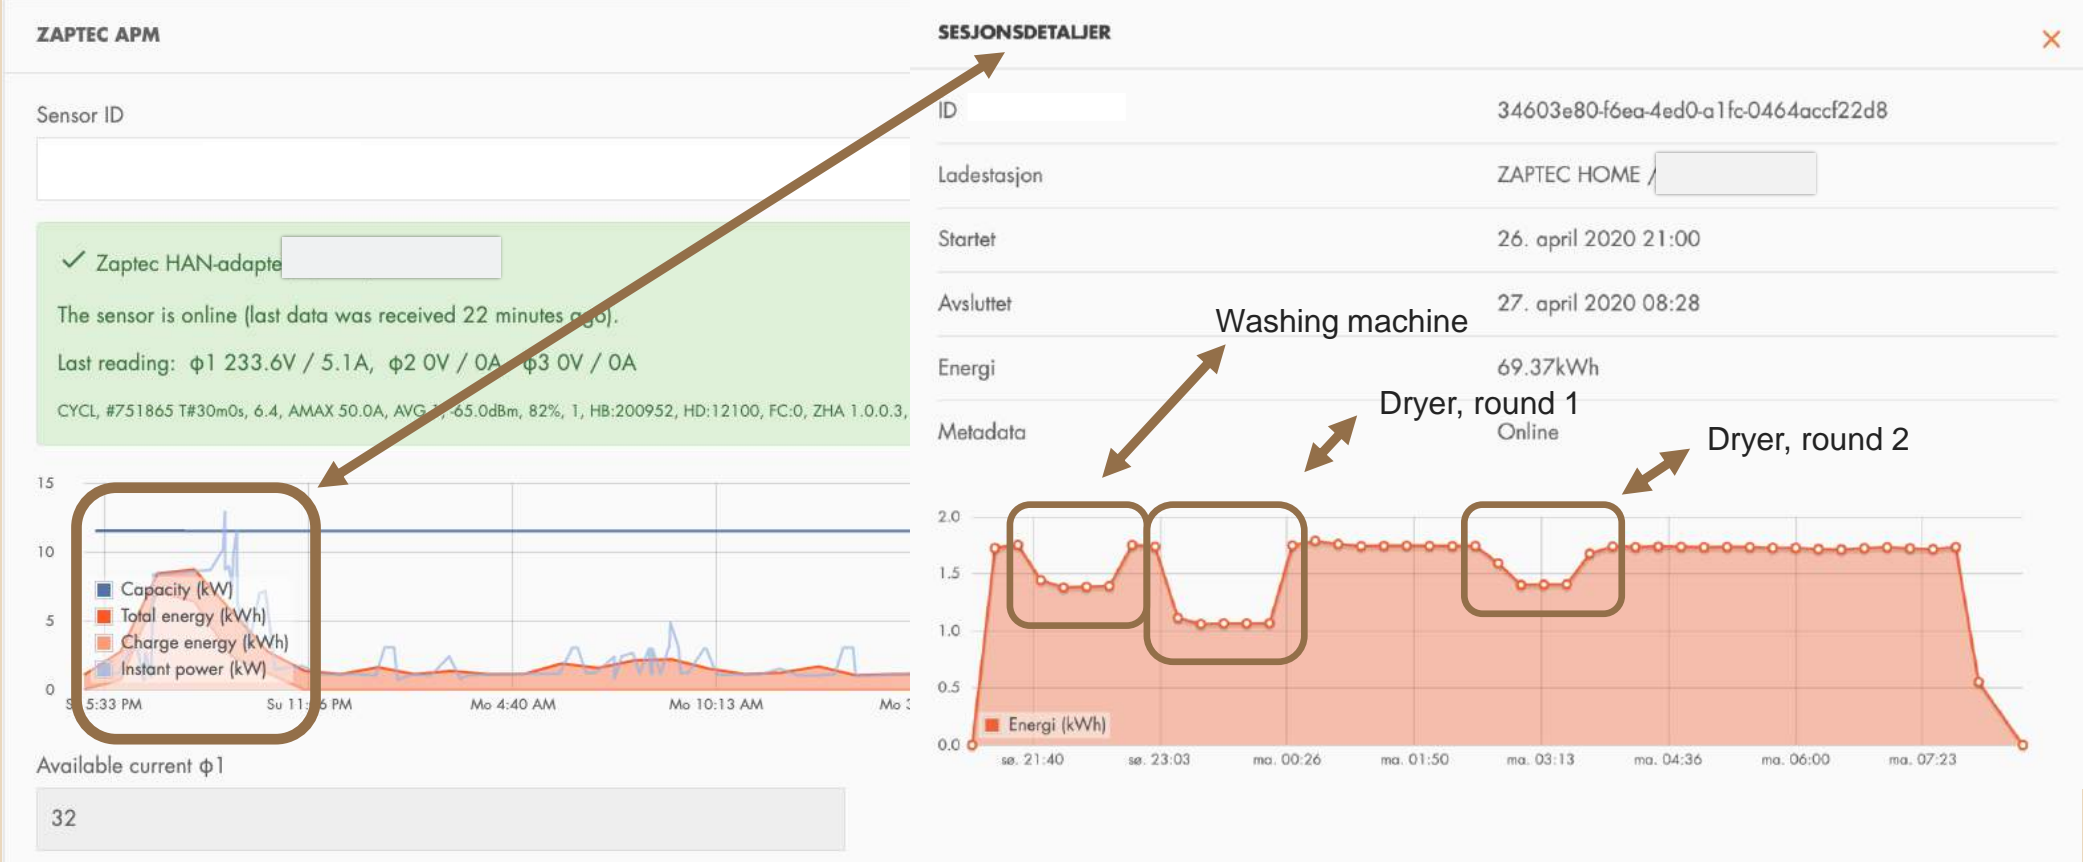 ZAPTEC APM
Sensor ID
Zaptec HAN-adapte
The sensor is online (last data was received 22 minutes ago).
Last reading: φ1 233.6V / 5.1A, φ2 0V / 0A, φ3 0V / 0A
CYCL, #751865 T#30m0s, 6.4, AMAX 50.0A, AVG 1, -65.0dBm, 82%, 1, HB:200952, HD:12100, FC:0, ZHA 1.0.0.3,
15
10
5
0
Capacity (kW)
Total energy (kWh)
Charge energy (kWh)
Instant power (kW)
5:33 PM
Mo 4:40 AM
Mo 10:13 AM
Mo
Available current φ1
32
SESJONSDETALJER
ID
34603e80-f6ea-4ed0-a1fc-0464accf22d8
Ladestasjon
ZAPTEC HOME /
Startet
26. april 2020 21:00
Avsluttet
27. april 2020 08:28
Energi
69.37kWh
Metadata
Online
Washing machine
Dryer, round 1
Dryer, round 2
2.0
1.5
1.0
0.5
0.0
Energi (kWh)
sø. 21:40
sø. 23:03
ma. 00:26
ma. 01:50
ma. 03:13
ma. 04:36
ma. 06:00
ma. 07:23